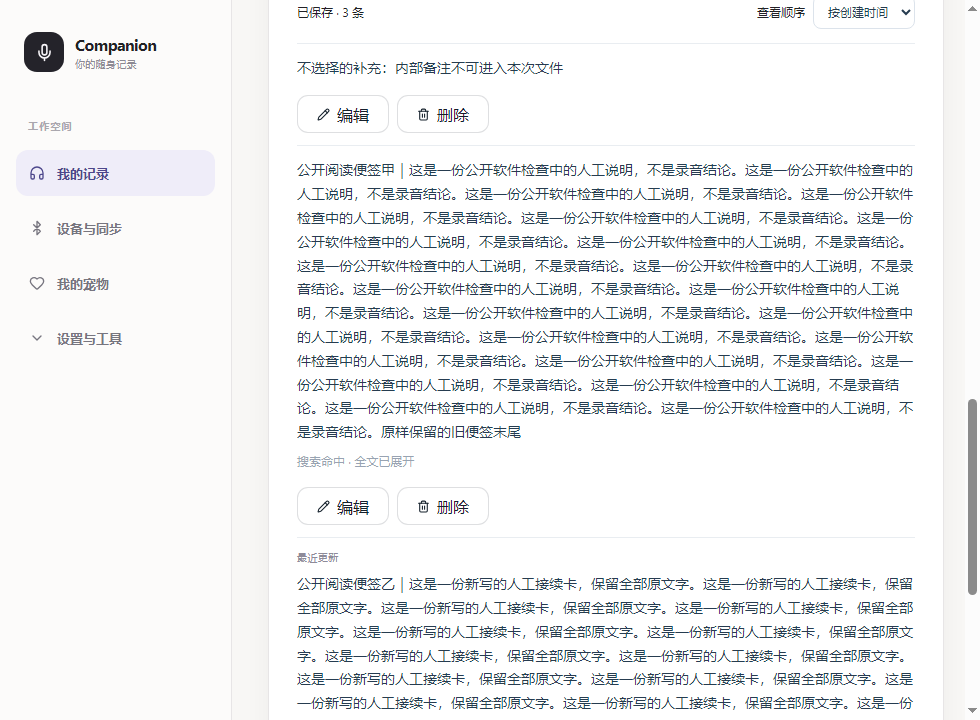 Companion
你的随身记录
工作空间
我的记录
设备与同步
我的宠物
设置与工具
已保存 · 3 条
查看顺序
按创建时间
不选择的补充：内部备注不可进入本次文件
编辑
删除
公开阅读便签甲｜这是一份公开软件检查中的人工说明，不是录音结论。这是一份公开软件检查中的
人工说明，不是录音结论。这是一份公开软件检查中的人工说明，不是录音结论。这是一份公开软件
检查中的人工说明，不是录音结论。这是一份公开软件检查中的人工说明，不是录音结论。这是一份
公开软件检查中的人工说明，不是录音结论。这是一份公开软件检查中的人工说明，不是录音结论。
这是一份公开软件检查中的人工说明，不是录音结论。这是一份公开软件检查中的人工说明，不是录
音结论。这是一份公开软件检查中的人工说明，不是录音结论。这是一份公开软件检查中的人工说
明，不是录音结论。这是一份公开软件检查中的人工说明，不是录音结论。这是一份公开软件检查中
的人工说明，不是录音结论。这是一份公开软件检查中的人工说明，不是录音结论。这是一份公开软
件检查中的人工说明，不是录音结论。这是一份公开软件检查中的人工说明，不是录音结论。这是一
份公开软件检查中的人工说明，不是录音结论。这是一份公开软件检查中的人工说明，不是录音结
论。这是一份公开软件检查中的人工说明，不是录音结论。这是一份公开软件检查中的人工说明，不
是录音结论。原样保留的旧便签末尾
搜索命中 · 全文已展开
编辑
删除
最近更新
公开阅读便签乙｜这是一份新写的人工接续卡，保留全部原文字。这是一份新写的人工接续卡，保留
全部原文字。这是一份新写的人工接续卡，保留全部原文字。这是一份新写的人工接续卡，保留全部
原文字。这是一份新写的人工接续卡，保留全部原文字。这是一份新写的人工接续卡，保留全部原文
字。这是一份新写的人工接续卡，保留全部原文字。这是一份新写的人工接续卡，保留全部原文字。
这是一份新写的人工接续卡，保留全部原文字。这是一份新写的人工接续卡，保留全部原文字。这是
一份新写的人工接续卡，保留全部原文字。这是一份新写的人工接续卡，保留全部原文字。这是一份